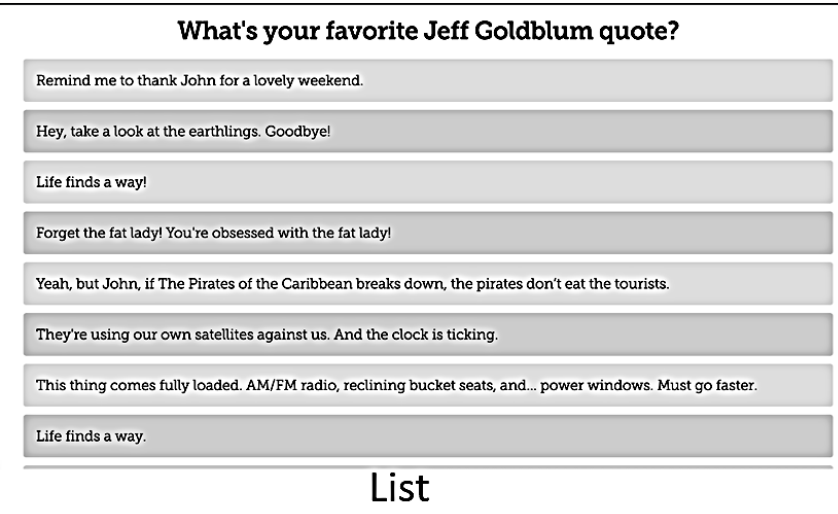 What's your favorite Jeff Goldblum quote?
Remind me to thank John for a lovely weekend.
Hey, take a look at the earthlings. Goodbye!
Life finds a way!
Forget the fat lady! You're obsessed with the fat lady!
Yeah, but John, if The Pirates of the Caribbean breaks down, the pirates don't eat the tourists.
They're using our own satellites against us. And the clock is ticking.
This thing comes fully loaded. AM/FM radio, reclining bucket seats, and... power windows. Must go faster.
Life finds a way.
List